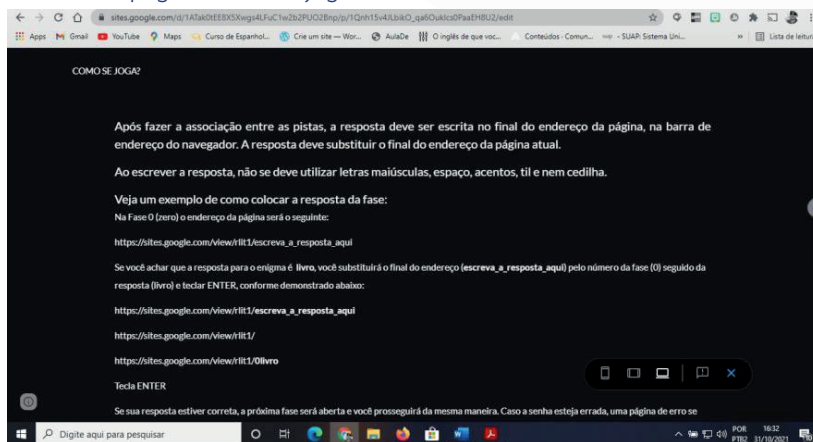 sites.google.com/d/1ATak0tEE8X5Xwgs4LFuC1w2b2PUO2Bnp/p/1Qnh15v4JLbikO_qa6Oukics0PaaEH8U2/edit
Apps Gmail YouTube Maps Curso de Espanhol... Crie um site — Wor... AulaDe O inglês de que voc... Conteúdos - Comun... - SUAP: Sistema Uni... » Lista de leitura
COMO SE JOGA?
Após fazer a associação entre as pistas, a resposta deve ser escrita no final do endereço da página, na barra de
endereço do navegador. A resposta deve substituir o final do endereço da página atual.
Ao escrever a resposta, não se deve utilizar letras maiúsculas, espaço, acentos, til e nem cedilha.
Veja um exemplo de como colocar a resposta da fase:
Na Fase 0 (zero) o endereço da página será o seguinte:
https://sites.google.com/view/rlit1/escreva_a_resposta_aqui
Se você achar que a resposta para o enigma é livro, você substituirá o final do endereço (escreva_a_resposta_aqui) pelo número da fase (0) seguido da
resposta (livro) e teclar ENTER, conforme demonstrado abaixo:
https://sites.google.com/view/rlit1/escreva_a_resposta_aqui
https://sites.google.com/view/rlit1/
https://sites.google.com/view/rlit1/0livro
Tecla ENTER
Se sua resposta estiver correta, a próxima fase será aberta e você prosseguirá da mesma maneira. Caso a senha esteja errada, uma página de erro se
Digite aqui para pesquisar
POR 16:32
PTB2 31/10/2021